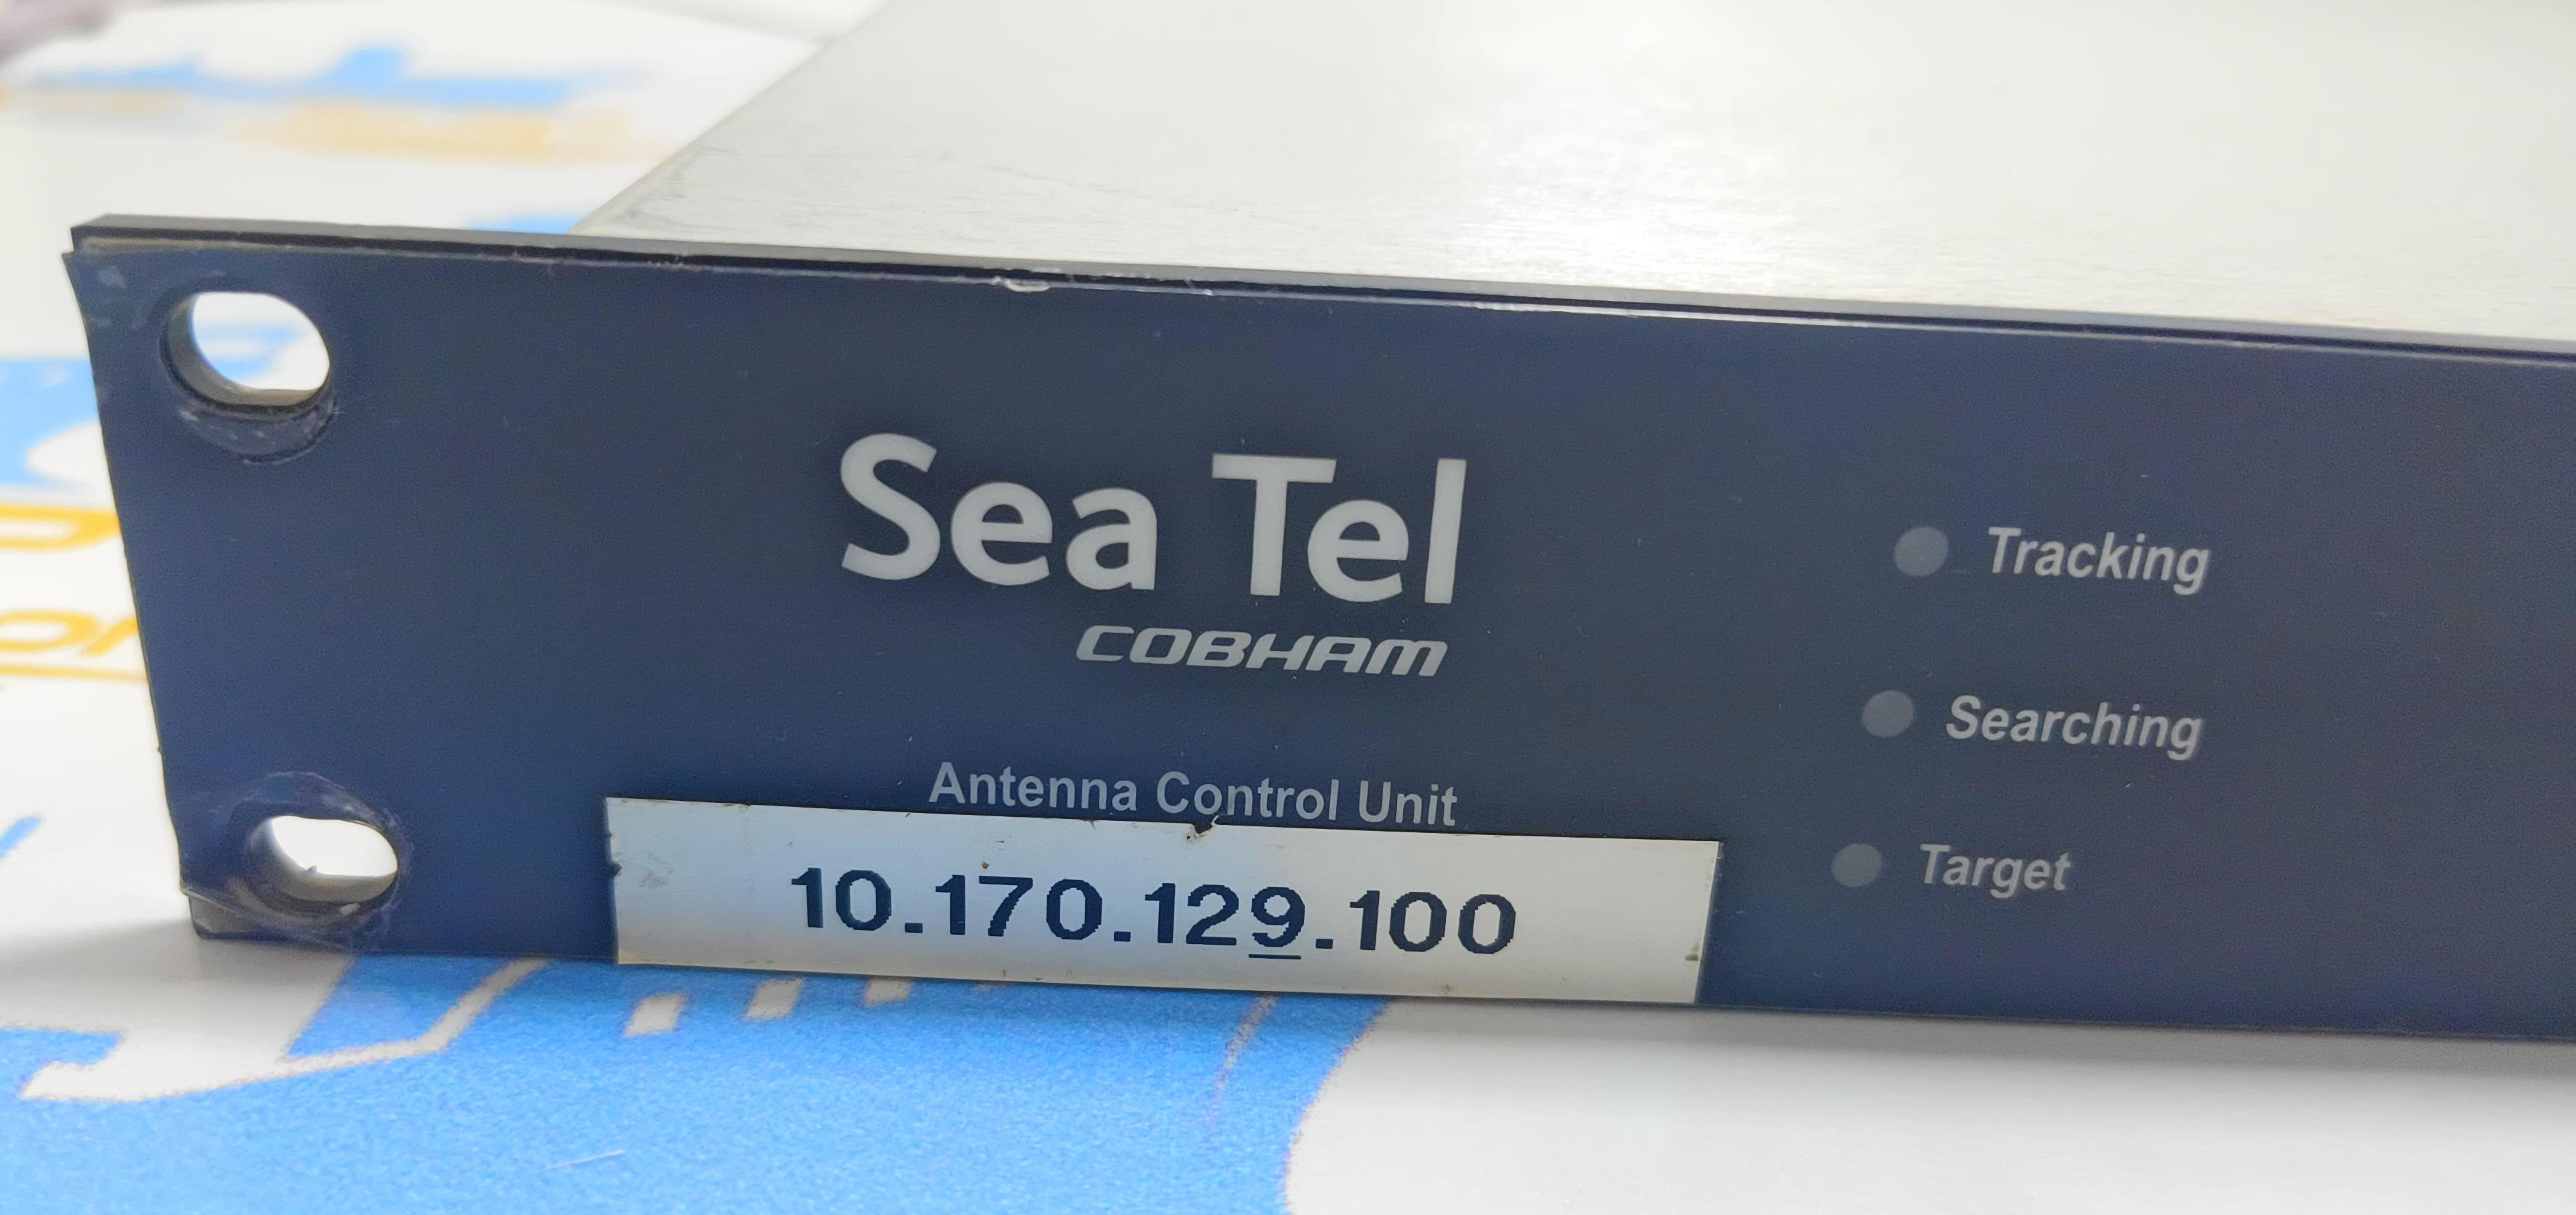 Sea Tel
COBHAM
Antenna Control Unit
10.170.129.100
Tracking
Searching
Target